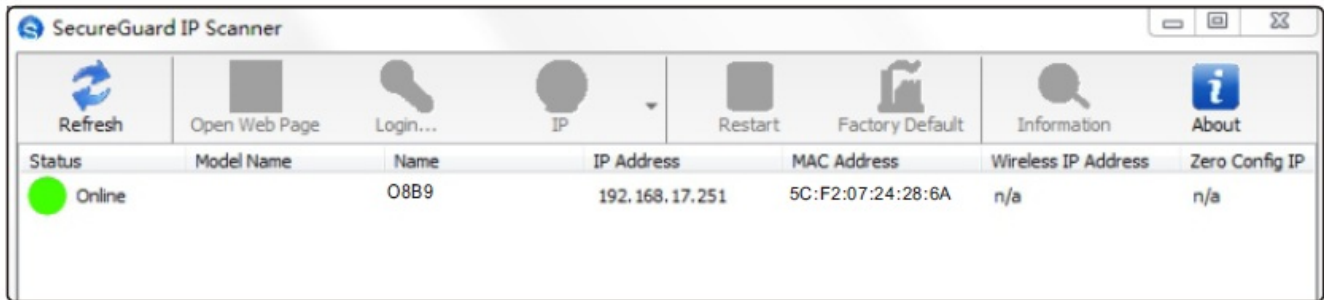 SecureGuard IP Scanner
Refresh Open Web Page Login... IP Restart Factory Default Information About
Status Model Name Name IP Address MAC Address Wireless IP Address Zero Config IP
Online O8B9 192.168.17.251 5C:F2:07:24:28:6A n/a n/a